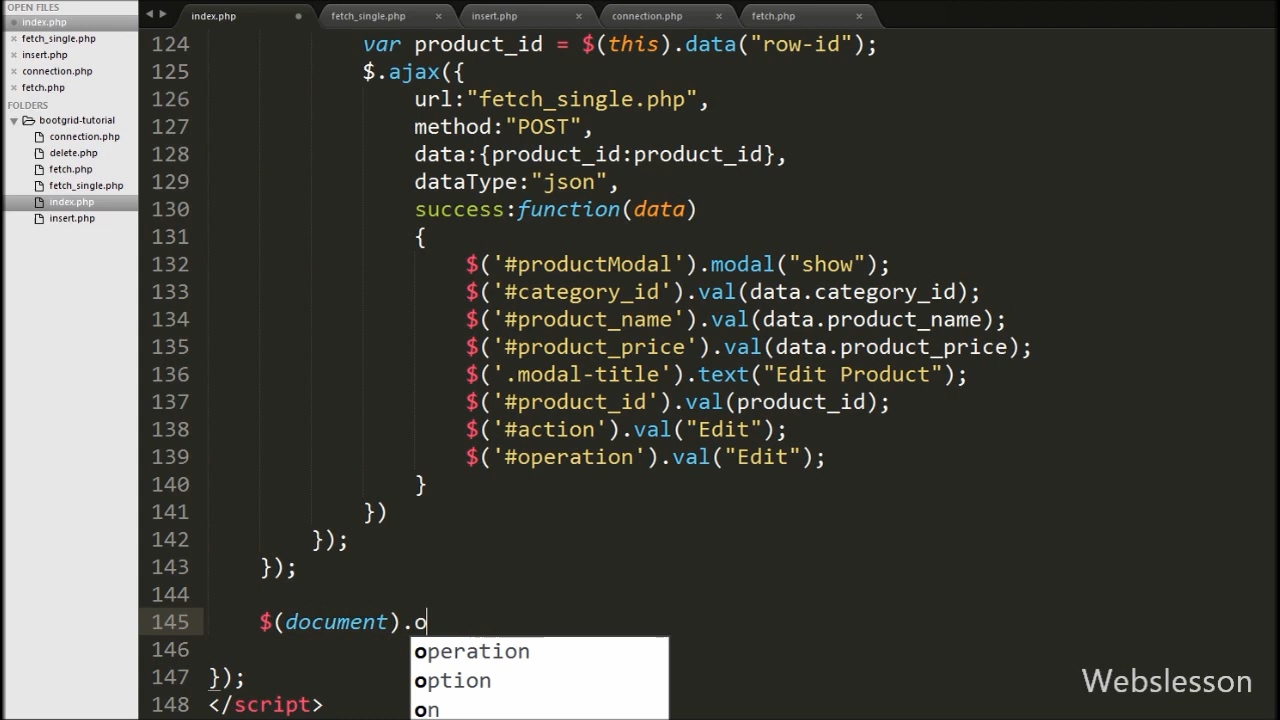 OPEN FILES
index.php
fetch_single.php
insert.php
connection.php
fetch.php
FOLDERS
bootgrid-tutorial
connection.php
delete.php
fetch.php
fetch_single.php
index.php
insert.php
index.php
fetch_single.php
insert.php
connection.php
fetch.php
124 var product_id = $(this).data("row-id");
125 $.ajax({
126 url:"fetch_single.php",
127 method:"POST",
128 data:{product_id:product_id},
129 dataType:"json",
130 success:function(data)
131 {
132 $('#productModal').modal("show");
133 $('#category_id').val(data.category_id);
134 $('#product_name').val(data.product_name);
135 $('#product_price').val(data.product_price);
136 $('.modal-title').text("Edit Product");
137 $('#product_id').val(product_id);
138 $('#action').val("Edit");
139 $('#operation').val("Edit");
140 }
141 })
142 });
143 });
144
145 $(document).o
operation
146
option
147 });
on
148 </script>
Webslesson